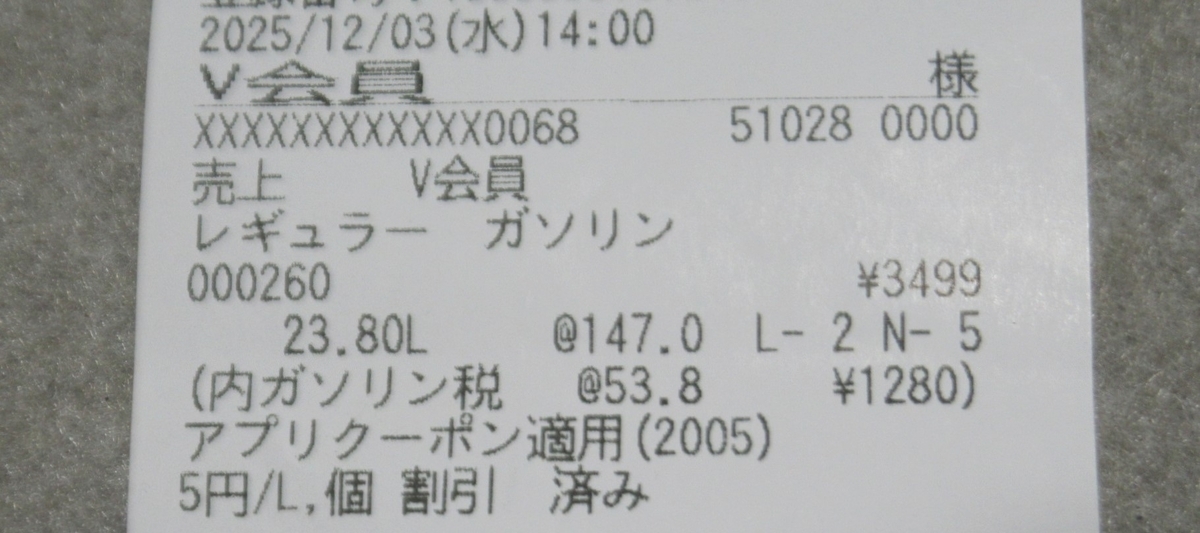 2025/12/03(水)14:00
V会員 様
XXXXXXXXXXXX0068 51028 0000
売上 V会員
レギュラー ガソリン
000260 ¥3499
23.80L @147.0 L- 2 N- 5
(内ガソリン税 @53.8 ¥1280)
アプリクーポン適用(2005)
5円/L,個 割引 済み